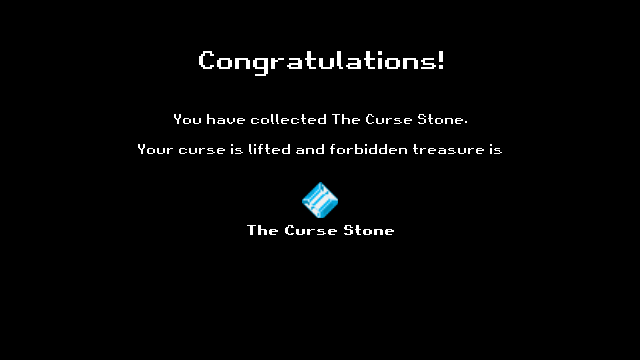 Congratulations!
You have collected The Curse Stone.
Your curse is lifted and forbidden treasure is
The Curse Stone